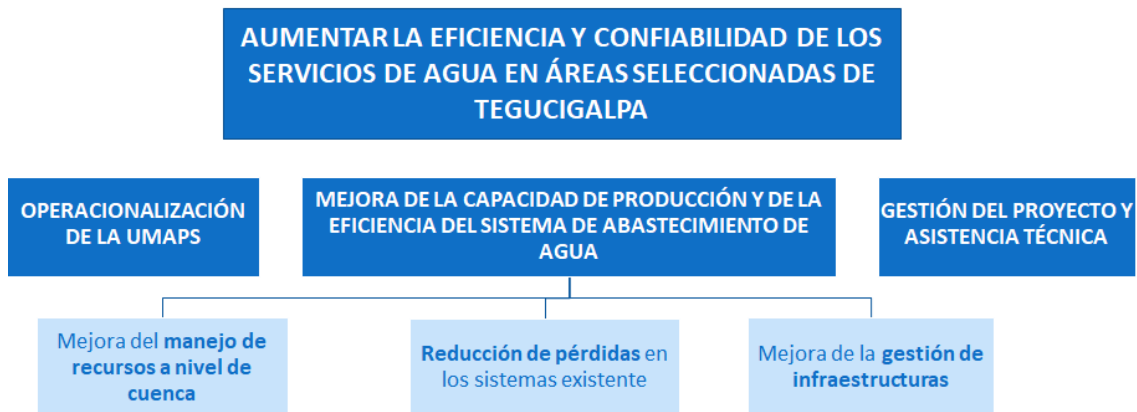 AUMENTAR LA EFICIENCIA Y CONFIABILIDAD DE LOS
SERVICIOS DE AGUA EN ÁREAS SELECCIONADAS DE
TEGUCIGALPA
OPERACIONALIZACIÓN
DE LA UMAPS
MEJORA DE LA CAPACIDAD DE PRODUCCIÓN Y DE LA
EFICIENCIA DEL SISTEMA DE ABASTECIMIENTO DE
AGUA
GESTIÓN DEL PROYECTO Y
ASISTENCIA TÉCNICA
Mejora del manejo de
recursos a nivel de
cuenca
Reducción de pérdidas en
los sistemas existente
Mejora de la gestión de
infraestructuras